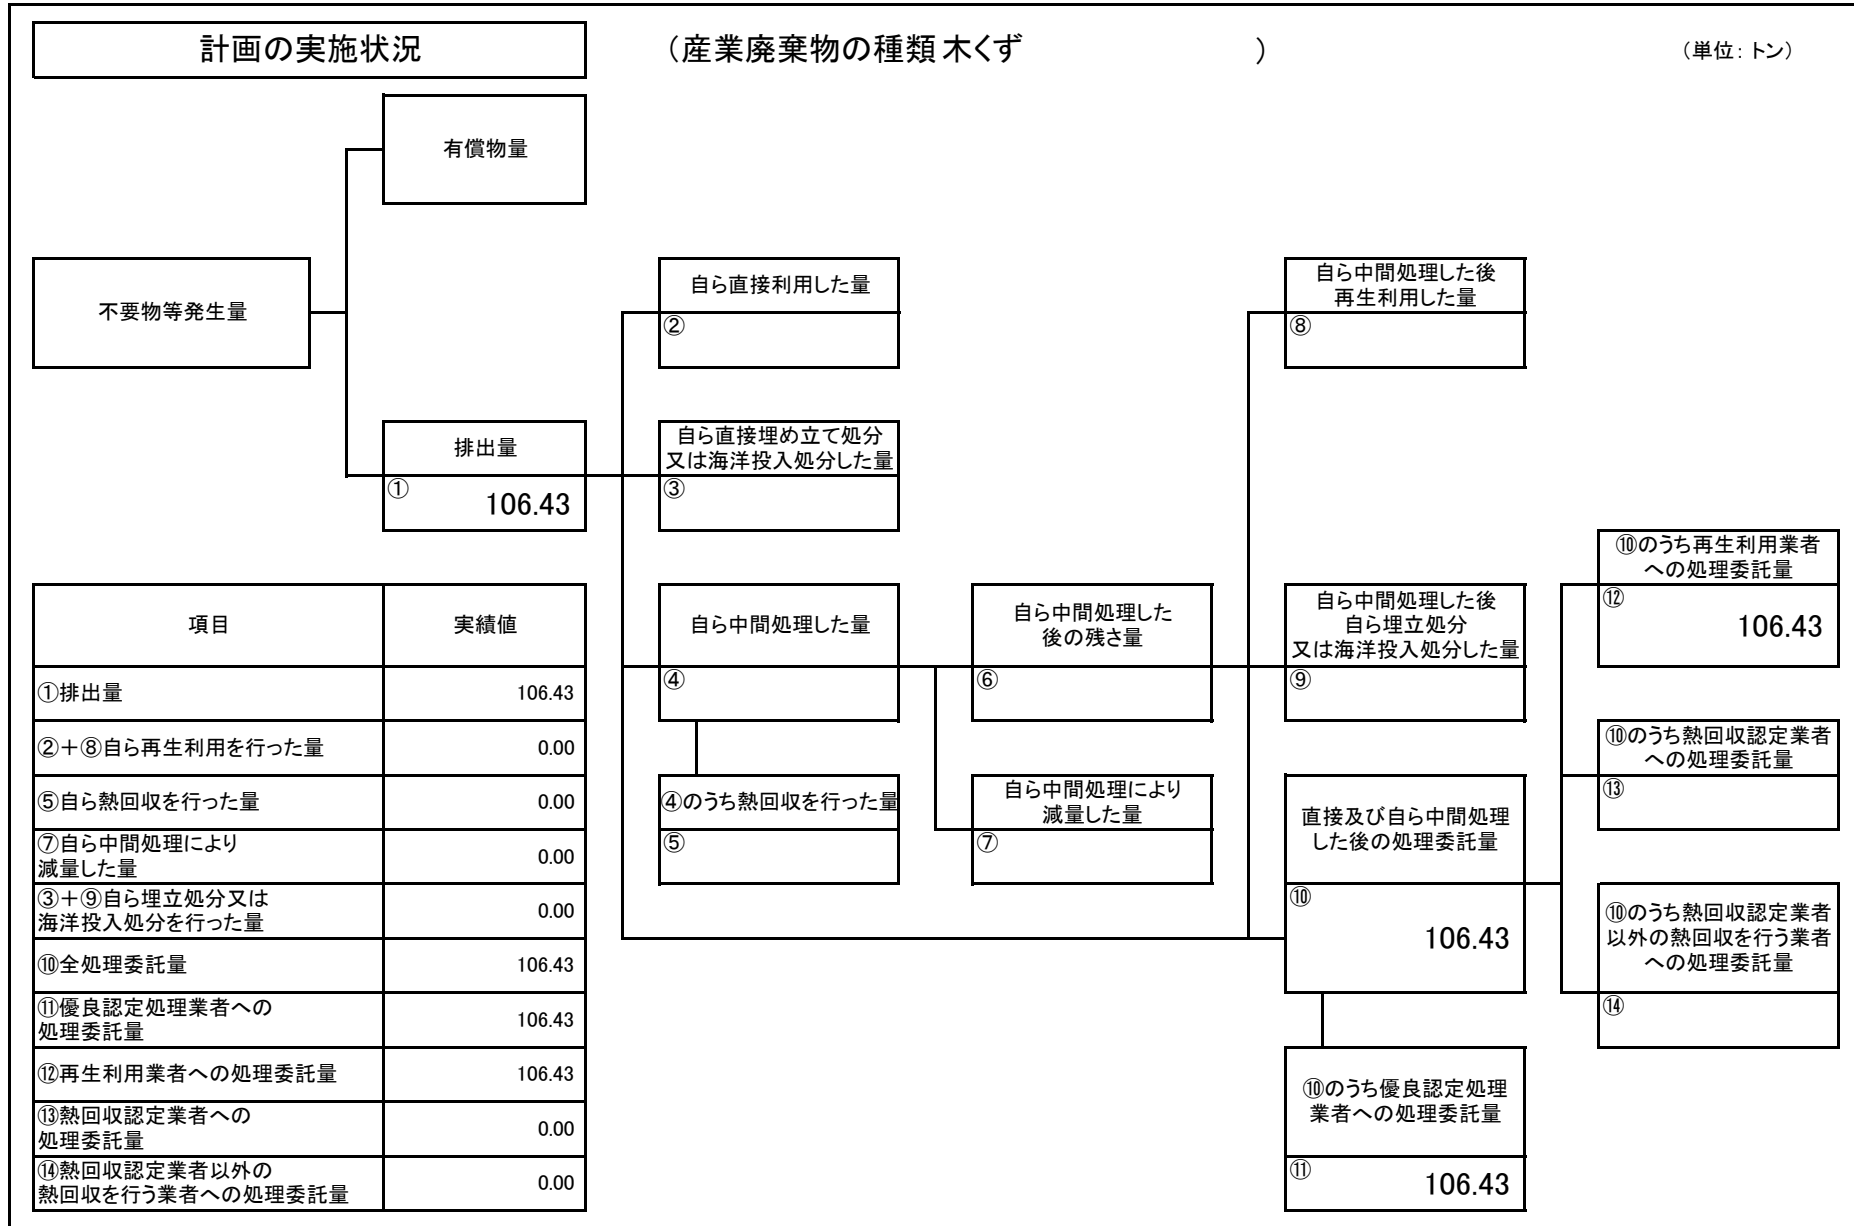 計画の実施状況
（産業廃棄物の種類 木くず　　　　　　　　）
（単位：トン）
有償物量
不要物等発生量
自ら直接利用した量
②
自ら中間処理した後
再生利用した量
⑧
排出量
①
106.43
自ら直接埋め立て処分
又は海洋投入処分した量
③
⑩のうち再生利用業者
への処理委託量
⑫
106.43
自ら中間処理した量
④
自ら中間処理した
後の残さ量
⑥
自ら中間処理した後
自ら埋立処分
又は海洋投入処分した量
⑨
⑩のうち熱回収認定業者
への処理委託量
⑬
④のうち熱回収を行った量
⑤
自ら中間処理により
減量した量
⑦
直接及び自ら中間処理
した後の処理委託量
⑩
106.43
⑩のうち熱回収認定業者
以外の熱回収を行う業者
への処理委託量
⑭
⑩のうち優良認定処理
業者への処理委託量
⑪
106.43
項目 実績値
①排出量 106.43
②＋⑧自ら再生利用を行った量 0.00
⑤自ら熱回収を行った量 0.00
⑦自ら中間処理により
減量した量 0.00
③＋⑨自ら埋立処分又は
海洋投入処分を行った量 0.00
⑩全処理委託量 106.43
⑪優良認定処理業者への
処理委託量 106.43
⑫再生利用業者への処理委託量 106.43
⑬熱回収認定業者への
処理委託量 0.00
⑭熱回収認定業者以外の
熱回収を行う業者への処理委託量 0.00